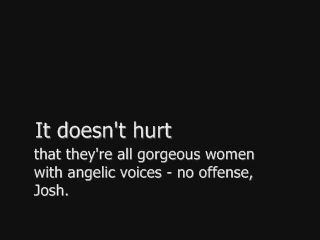 It doesn't hurt
that they're all gorgeous women
with angelic voices - no offense,
Josh.